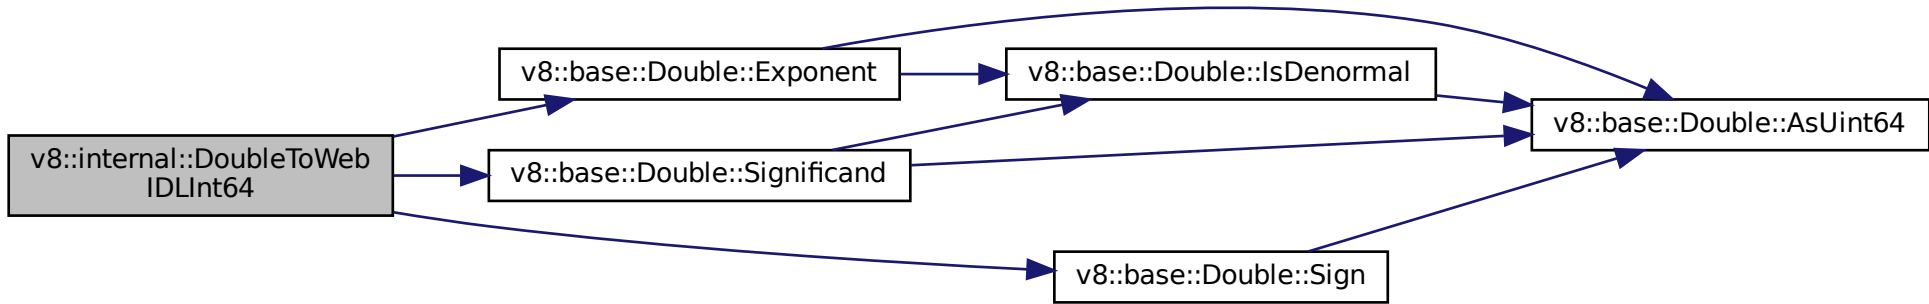 v8::internal::DoubleToWeb
IDLInt64
v8::base::Double::Exponent
v8::base::Double::Significand
v8::base::Double::IsDenormal
v8::base::Double::Sign
v8::base::Double::AsUint64